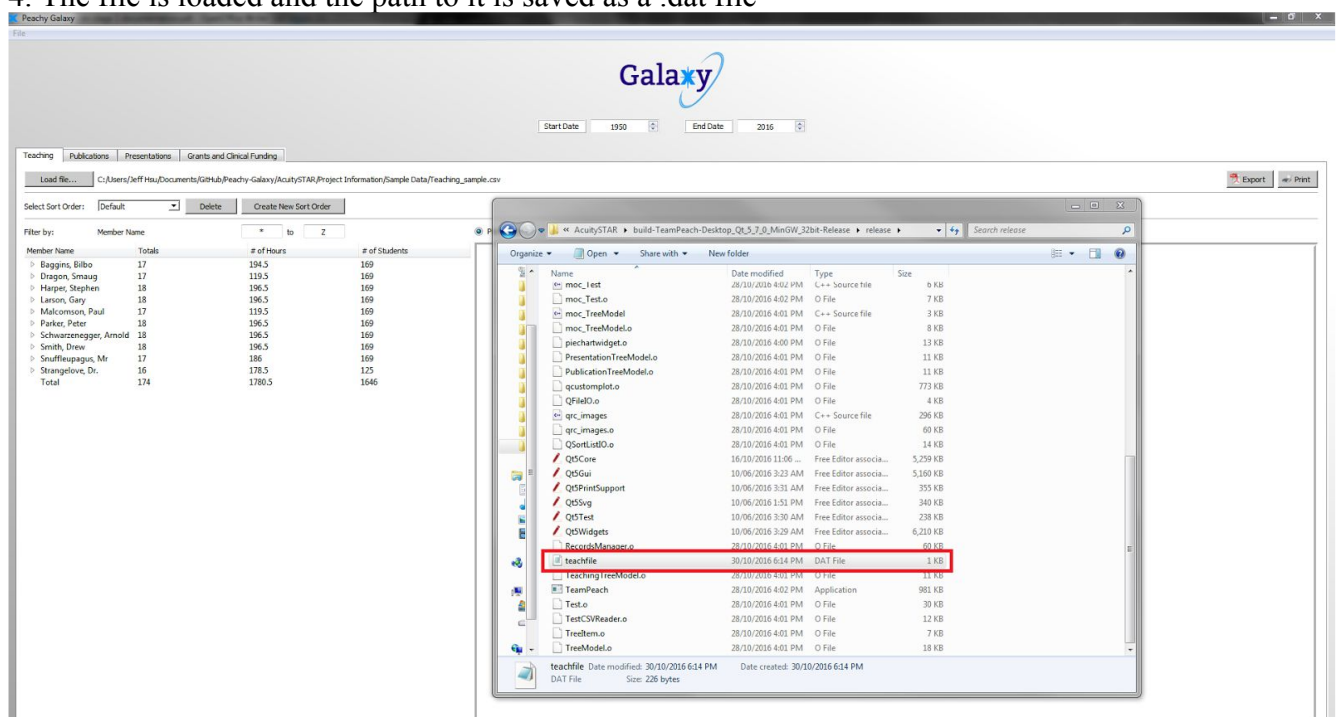 4. The file is loaded and the path to it is saved as a .dat file
Peachy Galaxy
File
Galaxy
Start Date 1950 End Date 2016
Teaching Publications Presentations Grants and Clinical Funding
Load file... C:/Users/Jeff Hsu/Documents/GitHub/Peachy-Galaxy/AcuitySTAR/Project Information/Sample Data/Teaching_sample.csv Export Print
Select Sort Order: Default Delete Create New Sort Order
Filter by: Member Name * to Z
Member Name Totals # of Hours # of Students
Baggins, Bilbo 17 194.5 169
Dragon, Smaug 17 119.5 169
Harper, Stephen 18 196.5 169
Larson, Gary 18 196.5 169
Malcomson, Paul 17 119.5 169
Parker, Peter 18 196.5 169
Schwarzenegger, Arnold 18 196.5 169
Smith, Drew 18 196.5 169
Snuffleupagus, Mr 17 186 169
Strangelove, Dr. 16 178.5 125
Total 174 1780.5 1646
« AcuitySTAR ▸ build-TeamPeach-Desktop_Qt_5_7_0_MinGW_32bit-Release ▸ release ▸ Search release
Organize Open Share with New folder
Name Date modified Type Size
moc_Test 28/10/2016 4:02 PM C++ Source file 6 KB
moc_Test.o 28/10/2016 4:02 PM O File 7 KB
moc_TreeModel 28/10/2016 4:01 PM C++ Source file 3 KB
moc_TreeModel.o 28/10/2016 4:01 PM O File 8 KB
piechartwidget.o 28/10/2016 4:00 PM O File 13 KB
PresentationTreeModel.o 28/10/2016 4:01 PM O File 11 KB
PublicationTreeModel.o 28/10/2016 4:01 PM O File 11 KB
qcustomplot.o 28/10/2016 4:01 PM O File 773 KB
QFileIO.o 28/10/2016 4:01 PM O File 4 KB
qrc_images 28/10/2016 4:01 PM C++ Source file 296 KB
qrc_images.o 28/10/2016 4:01 PM O File 60 KB
QSortListIO.o 28/10/2016 4:01 PM O File 14 KB
Qt5Core 16/10/2016 11:06 ... Free Editor associa... 5,259 KB
Qt5Gui 10/06/2016 3:23 AM Free Editor associa... 5,160 KB
Qt5PrintSupport 10/06/2016 3:31 AM Free Editor associa... 355 KB
Qt5Svg 10/06/2016 1:51 PM Free Editor associa... 340 KB
Qt5Test 10/06/2016 3:30 AM Free Editor associa... 238 KB
Qt5Widgets 10/06/2016 3:29 AM Free Editor associa... 6,210 KB
RecordsManager.o 28/10/2016 4:01 PM O File 60 KB
teachfile 30/10/2016 6:14 PM DAT File 1 KB
TeachingTreeModel.o 28/10/2016 4:01 PM O File 11 KB
TeamPeach 28/10/2016 4:02 PM Application 981 KB
Test.o 28/10/2016 4:01 PM O File 30 KB
TestCSVReader.o 28/10/2016 4:01 PM O File 12 KB
TreeItem.o 28/10/2016 4:01 PM O File 7 KB
TreeModel.o 28/10/2016 4:01 PM O File 18 KB
teachfile Date modified: 30/10/2016 6:14 PM Date created: 30/10/2016 6:14 PM
DAT File Size: 226 bytes